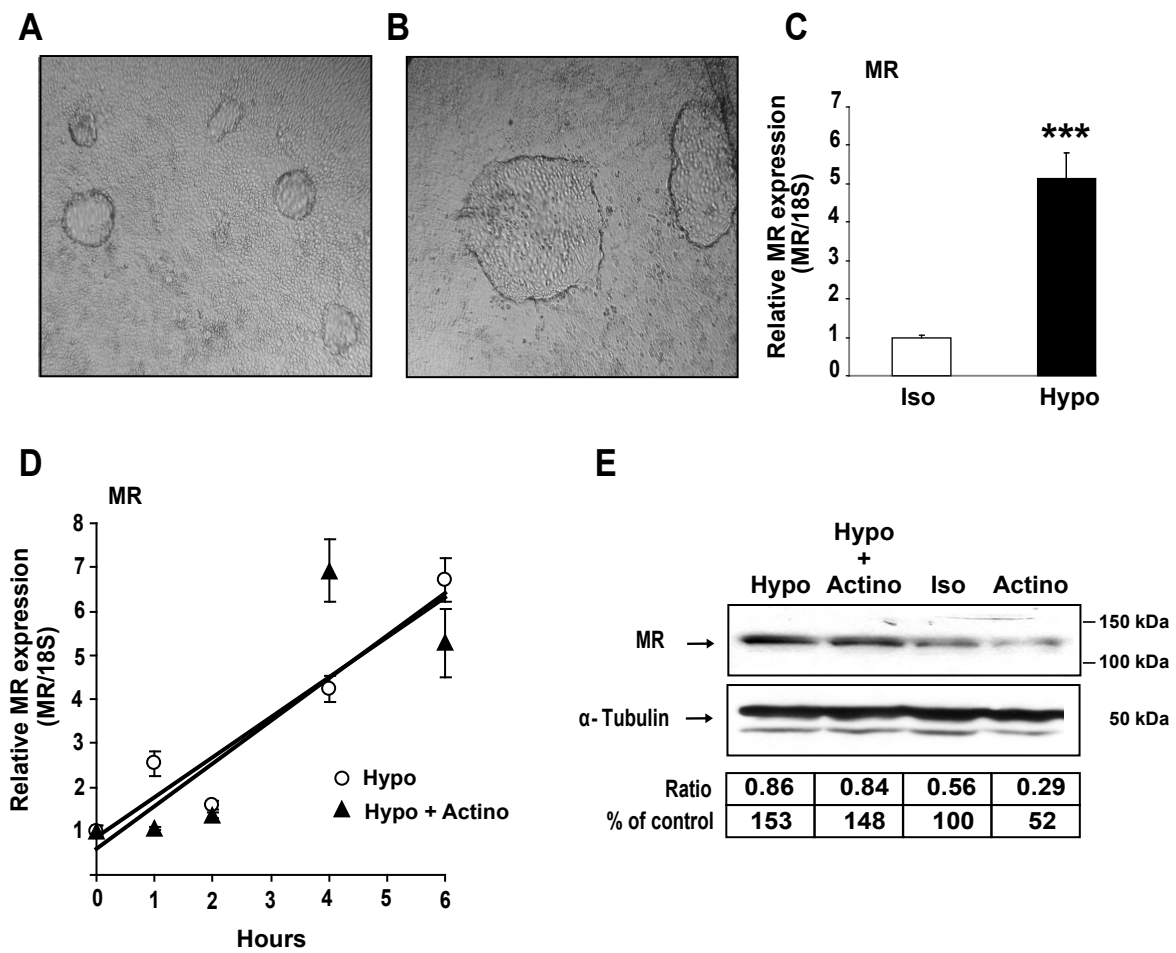 A
B
C
MR
Relative MR expression
(MR/18S)
7
6
5
4
3
2
1
0
***
Iso Hypo
D
MR
Relative MR expression
(MR/18S)
8
7
6
5
4
3
2
1
Hypo
Hypo + Actino
0 1 2 4 5 6
Hours
E
Hypo
+
Hypo Actino Iso Actino
MR
150 kDa
100 kDa
α- Tubulin
50 kDa
Ratio 0.86 0.84 0.56 0.29
% of control 153 148 100 52